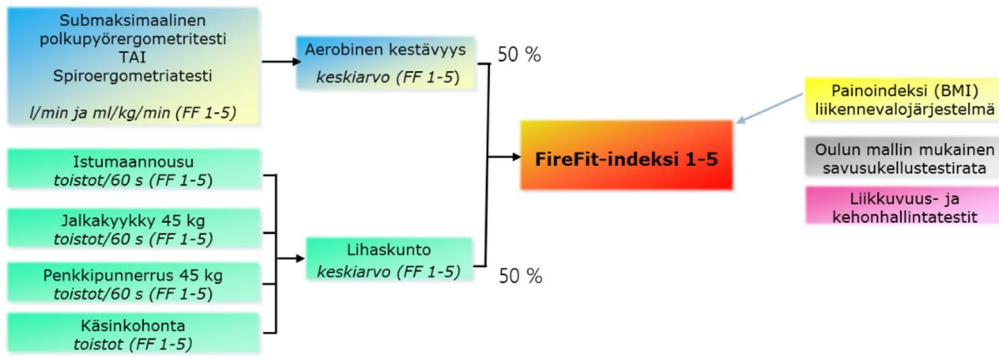 Submaksimaalinen
polkupyörergometritesti
TAI
Spiroergometriatesti
l/min ja ml/kg/min (FF 1-5)
Aerobinen kestävyys
keskiarvo (FF 1-5)
50 %
Istumaannousu
toistot/60 s (FF 1-5)
Jalkakyykky 45 kg
toistot/60 s (FF 1-5)
Penkkipunnerrus 45 kg
toistot/60 s (FF 1-5)
Käsinkohonta
toistot (FF 1-5)
Lihaskunto
keskiarvo (FF 1-5)
50 %
FireFit-indeksi 1-5
Painoindeksi (BMI)
liikennevalojärjestelmä
Oulun mallin mukainen
savusukellustestirata
Liikkuvuus- ja
kehonhallintatestit